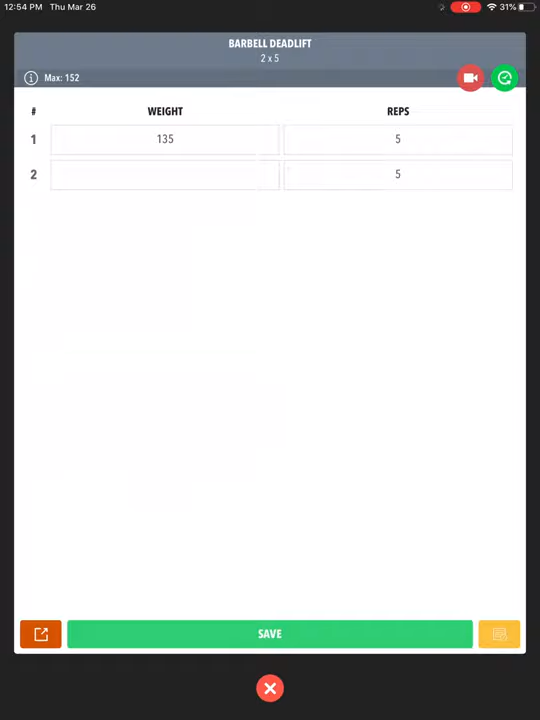 12:54 PM Thu Mar 26 31%
BARBELL DEADLIFT
2 x 5
Max: 152
# WEIGHT REPS
1 135 5
2 5
SAVE